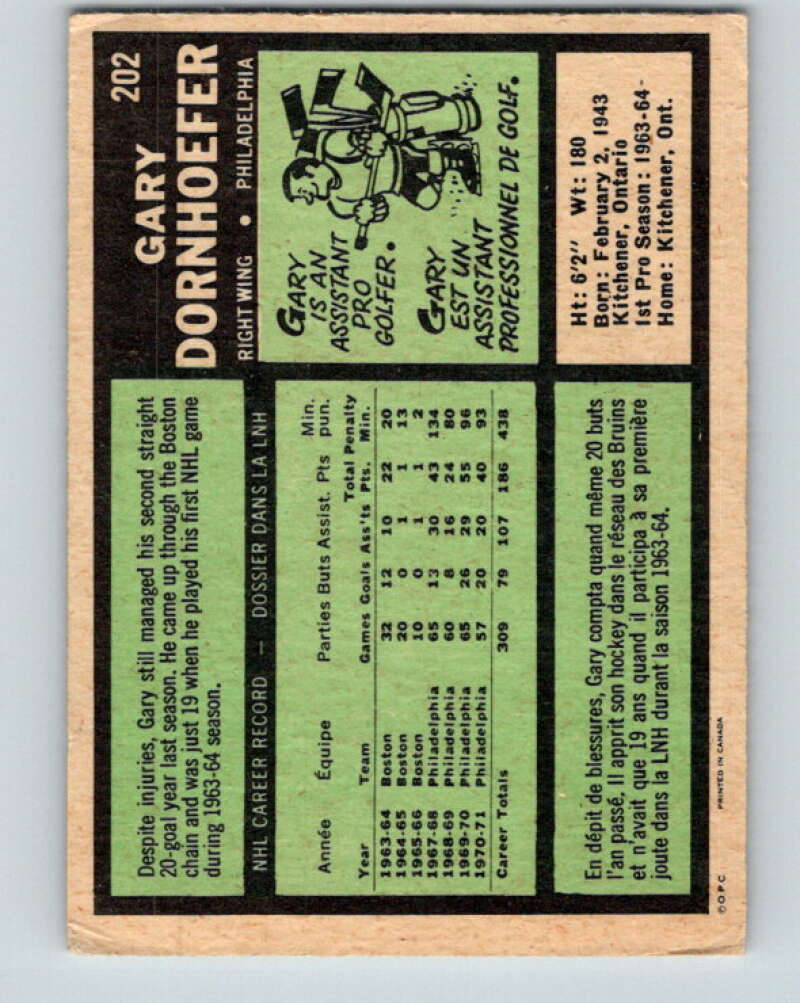 202
GARY
DORNHOEFER
RIGHT WING • PHILADELPHIA
Despite injuries, Gary still managed his second straight
20-goal year last season. He came up through the Boston
chain and was just 19 when he played his first NHL game
during 1963-64 season.
GARY
IS AN
ASSISTANT
PRO
GOLFER.
GARY
EST UN
ASSISTANT
PROFESSIONNEL DE GOLF.
NHL CAREER RECORD — DOSSIER DANS LA LNH
Année Équipe Parties Buts Assist. Pts Min. pun.
Year Team Games Goals Ass'ts Total Pts. Penalty Min.
1963-64 Boston 32 12 10 22 20
1964-65 Boston 20 0 1 1 13
1965-66 Boston 10 0 1 1 2
1967-68 Philadelphia 65 13 30 43 134
1968-69 Philadelphia 60 8 16 24 80
1969-70 Philadelphia 65 26 29 55 96
1970-71 Philadelphia 57 20 20 40 93
Career Totals 309 79 107 186 438
Ht: 6'2" Wt: 180
Born: February 2, 1943
Kitchener, Ontario
1st Pro Season: 1963-64
Home: Kitchener, Ont.
En dépit de blessures, Gary compta quand même 20 buts
l'an passé. Il apprit son hockey dans le réseau des Bruins
et n'avait que 19 ans quand il participa à sa première
joute dans la LNH durant la saison 1963-64.
© O P C PRINTED IN CANADA